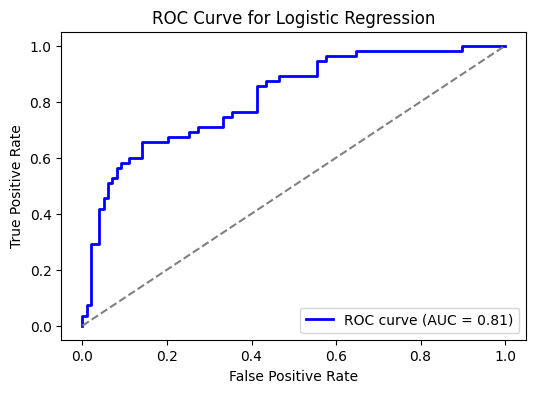 ROC Curve for Logistic Regression
True Positive Rate
1.0
0.8
0.6
0.4
0.2
0.0
ROC curve (AUC = 0.81)
0.0 0.2 0.4 0.6 0.8 1.0
False Positive Rate